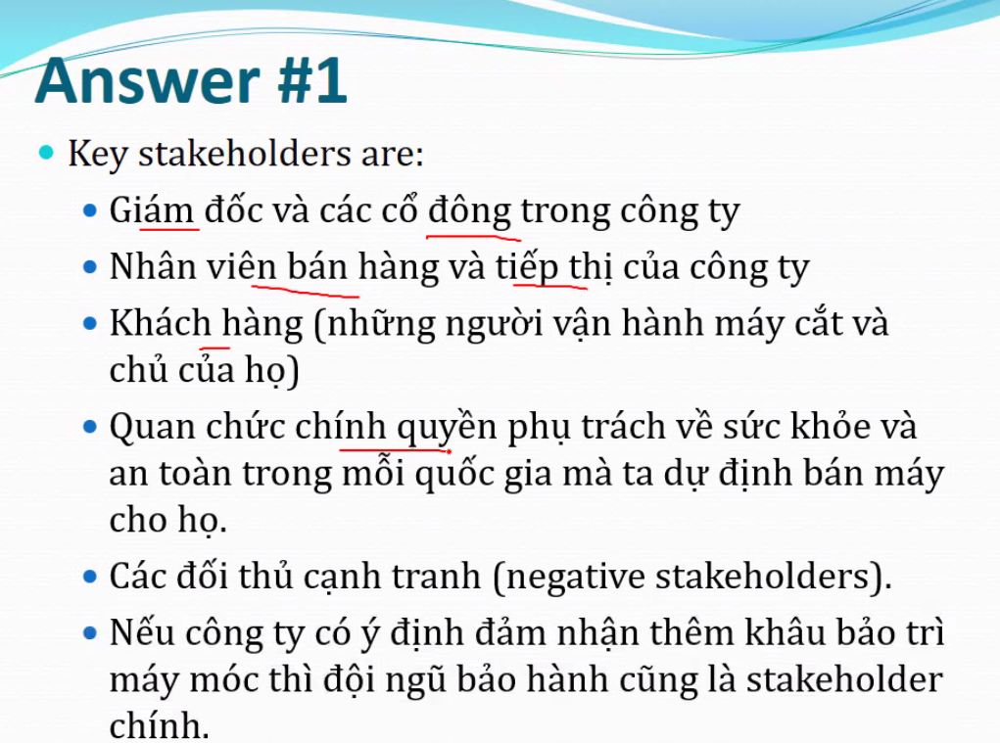 Answer #1
Key stakeholders are:
Giám đốc và các cổ đông trong công ty
Nhân viên bán hàng và tiếp thị của công ty
Khách hàng (những người vận hành máy cắt và
chủ của họ)
Quan chức chính quyền phụ trách về sức khỏe và
an toàn trong mỗi quốc gia mà ta dự định bán máy
cho họ.
Các đối thủ cạnh tranh (negative stakeholders).
Nếu công ty có ý định đảm nhận thêm khâu bảo trì
máy móc thì đội ngũ bảo hành cũng là stakeholder
chính.